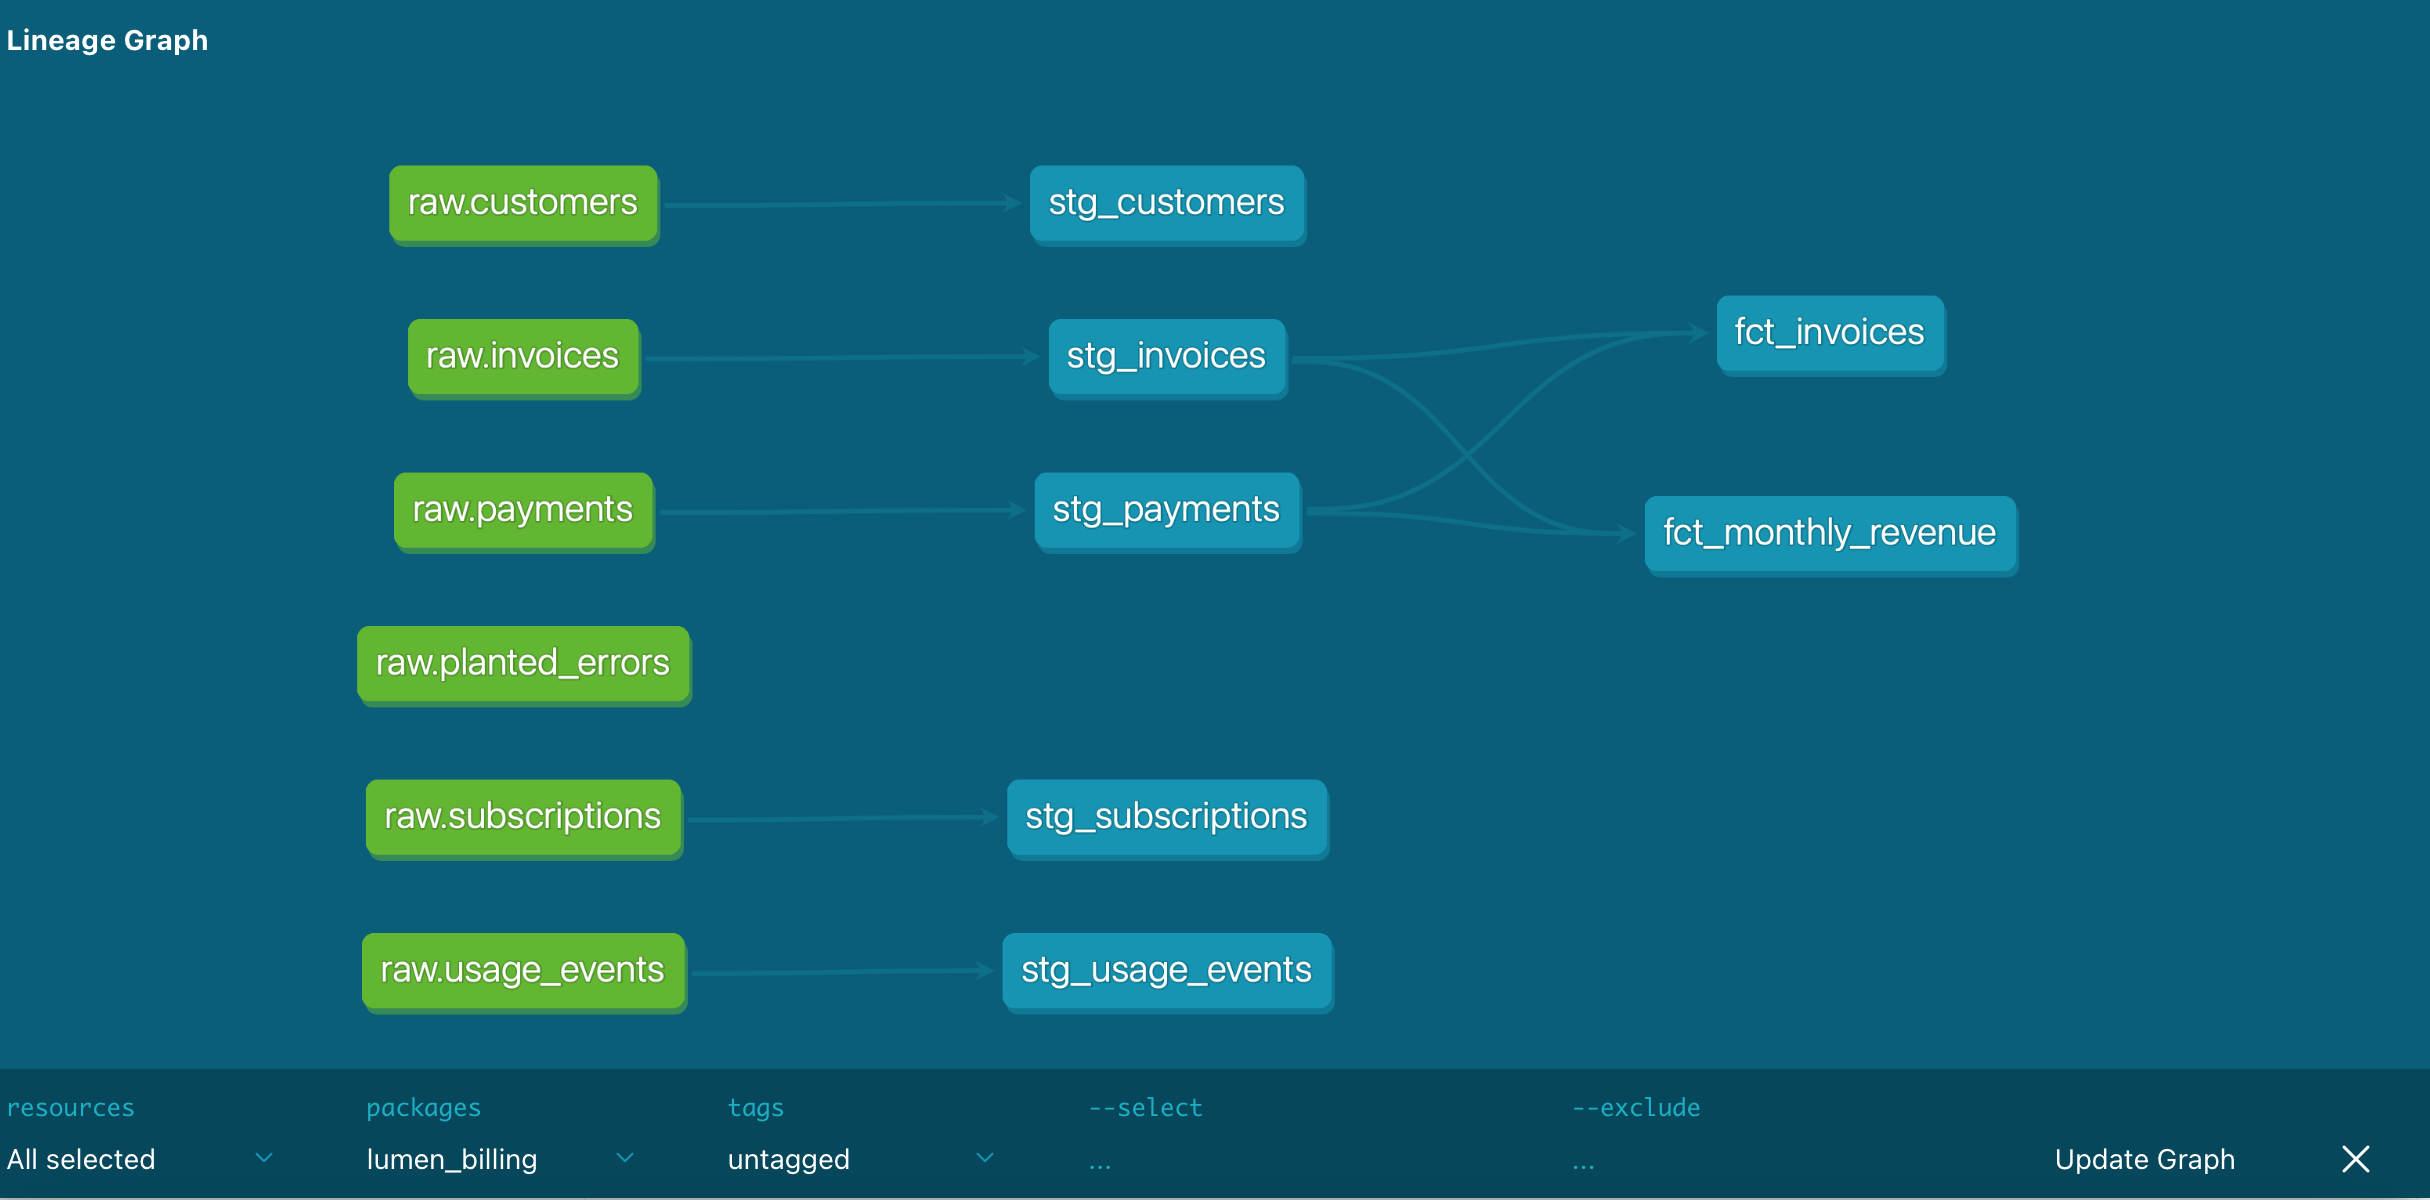 Lineage Graph
raw.customers
stg_customers
fct_invoices
raw.invoices
stg_invoices
raw.payments
stg_payments
fct_monthly_revenue
raw.planted_errors
raw.subscriptions
stg_subscriptions
raw.usage_events
stg_usage_events
resources packages tags --select --exclude
All selected lumen_billing untagged ... ... Update Graph